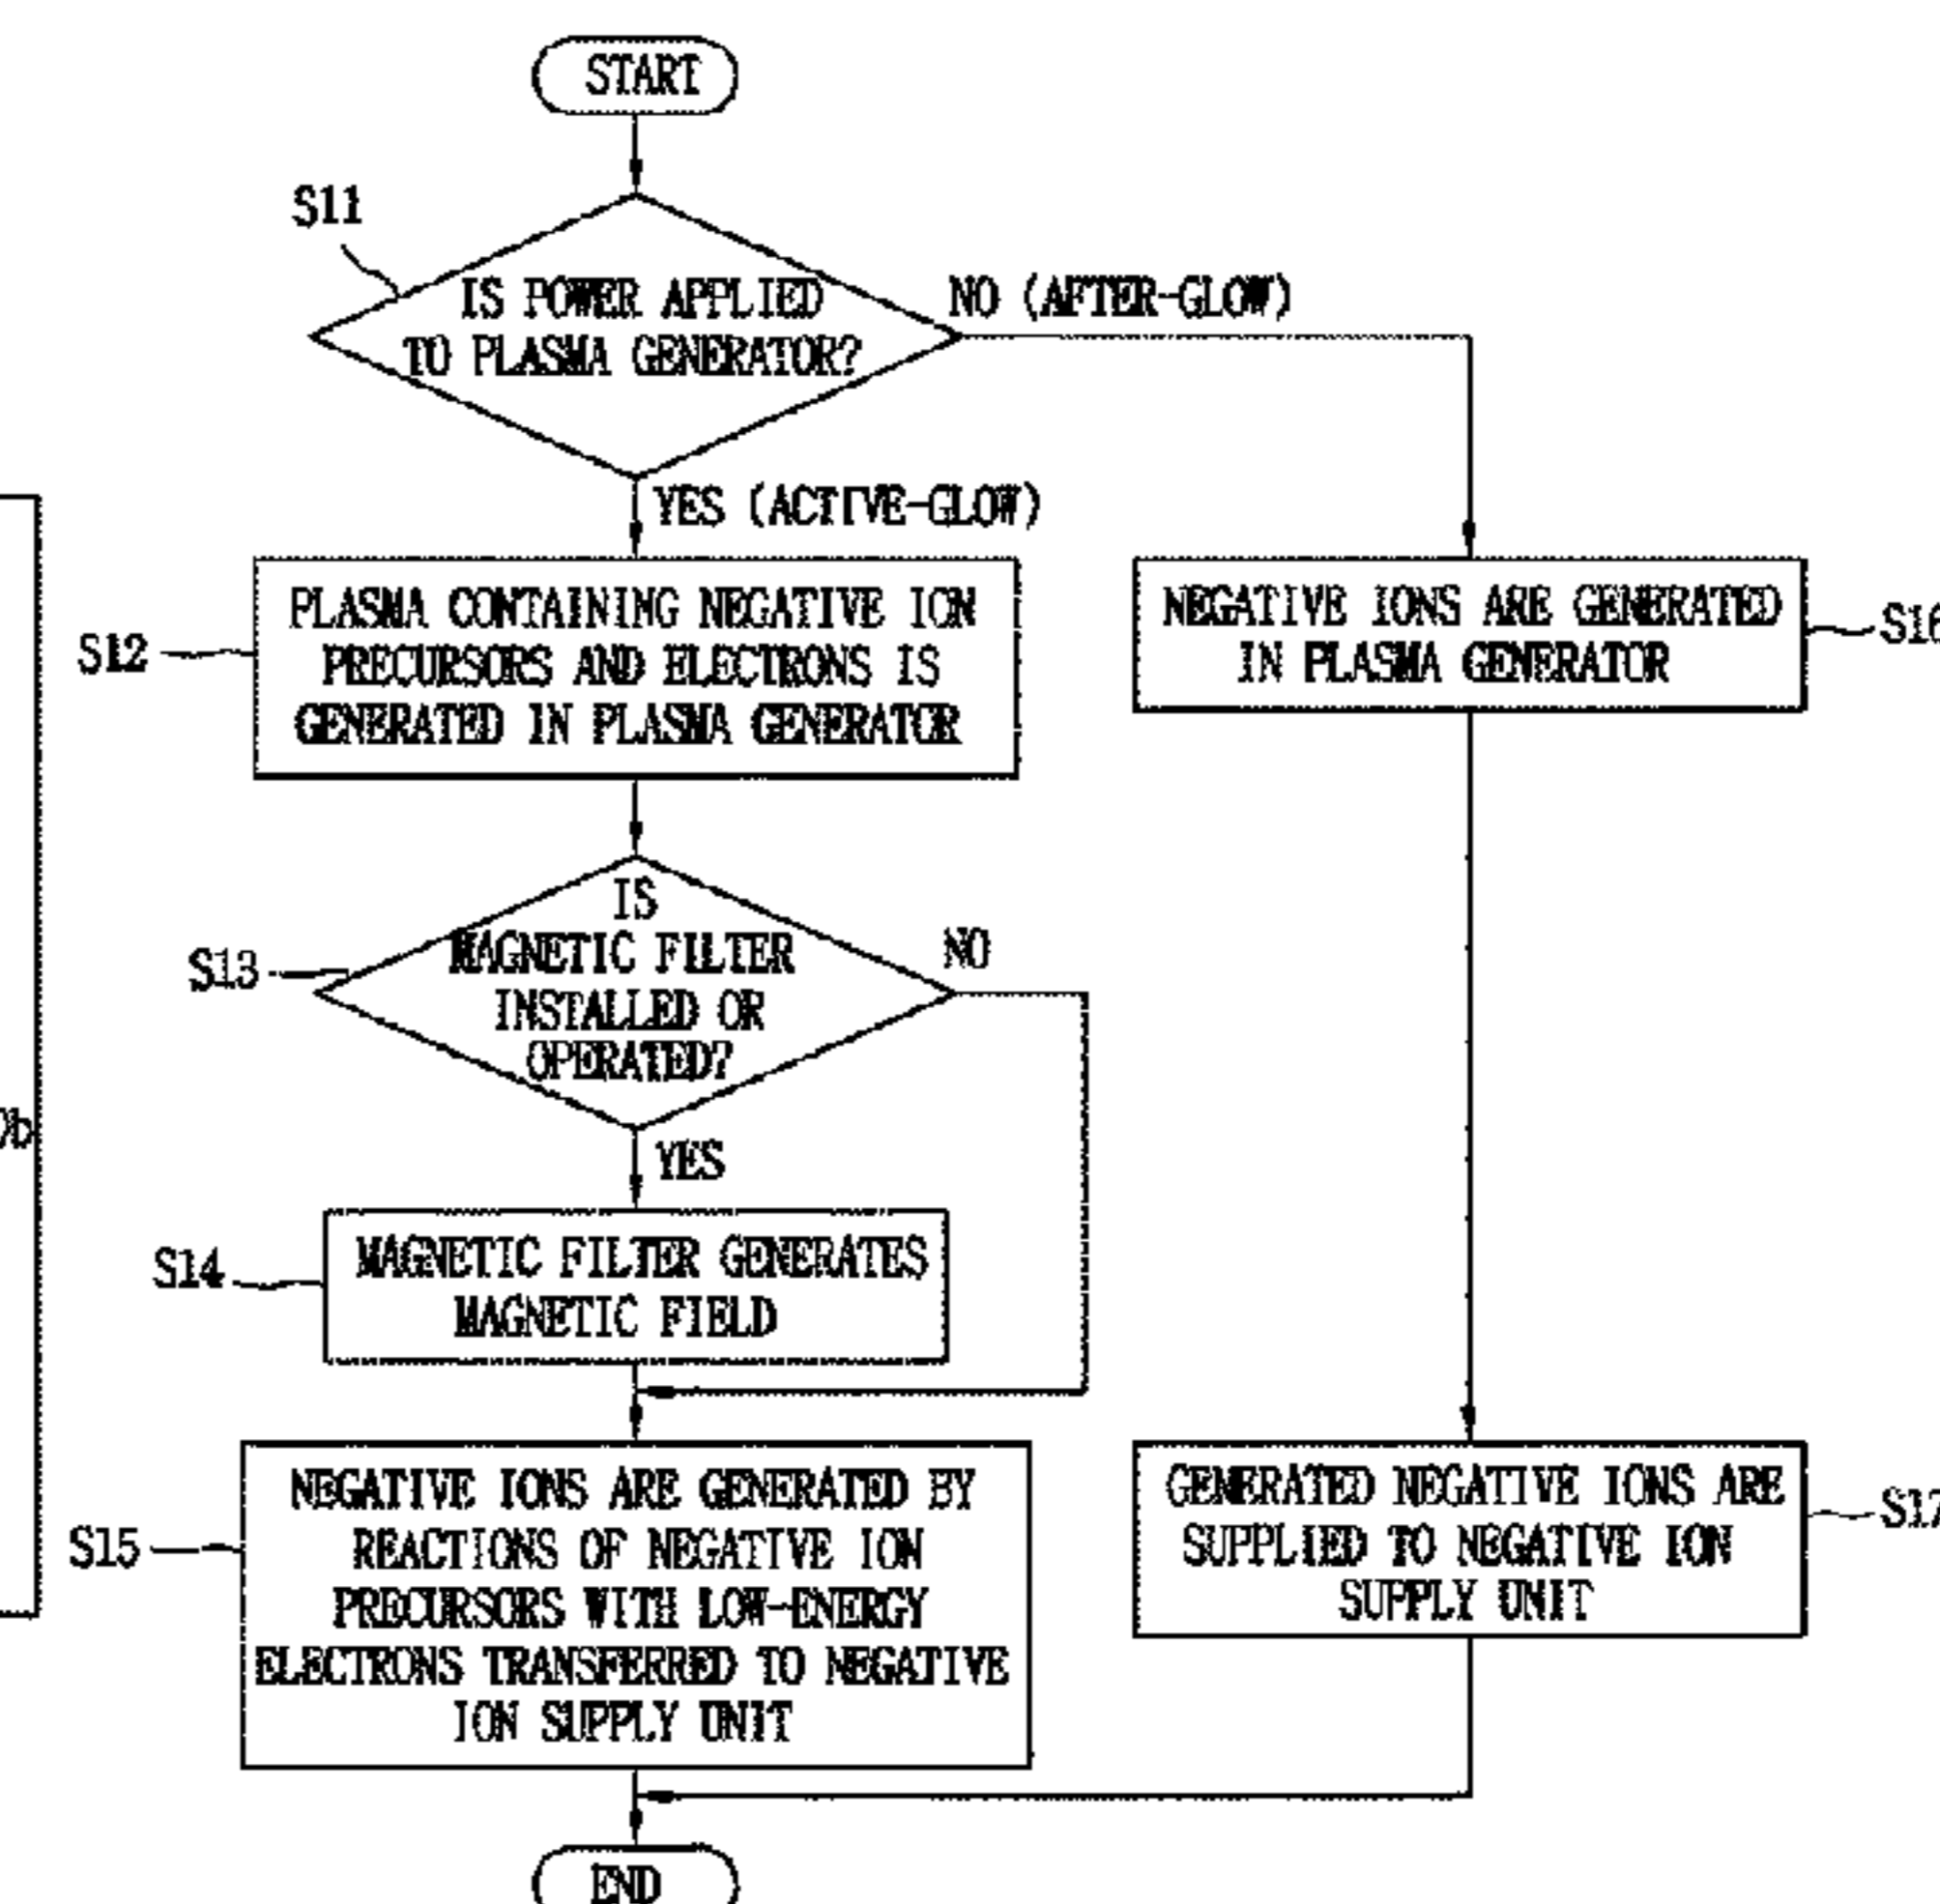 START
S11
IS POWER APPLIED
TO PLASMA GENERATOR?
NO (AFTER-GLOW)
YES (ACTIVE-GLOW)
S12
PLASMA CONTAINING NEGATIVE ION
PRECURSORS AND ELECTRONS IS
GENERATED IN PLASMA GENERATOR
NEGATIVE IONS ARE GENERATED
IN PLASMA GENERATOR
S16
S13
IS
MAGNETIC FILTER
INSTALLED OR
OPERATED?
NO
YES
S14
MAGNETIC FILTER GENERATES
MAGNETIC FIELD
S15
NEGATIVE IONS ARE GENERATED BY
REACTIONS OF NEGATIVE ION
PRECURSORS WITH LOW-ENERGY
ELECTRONS TRANSFERRED TO NEGATIVE
ION SUPPLY UNIT
GENERATED NEGATIVE IONS ARE
SUPPLIED TO NEGATIVE ION
SUPPLY UNIT
S17
END